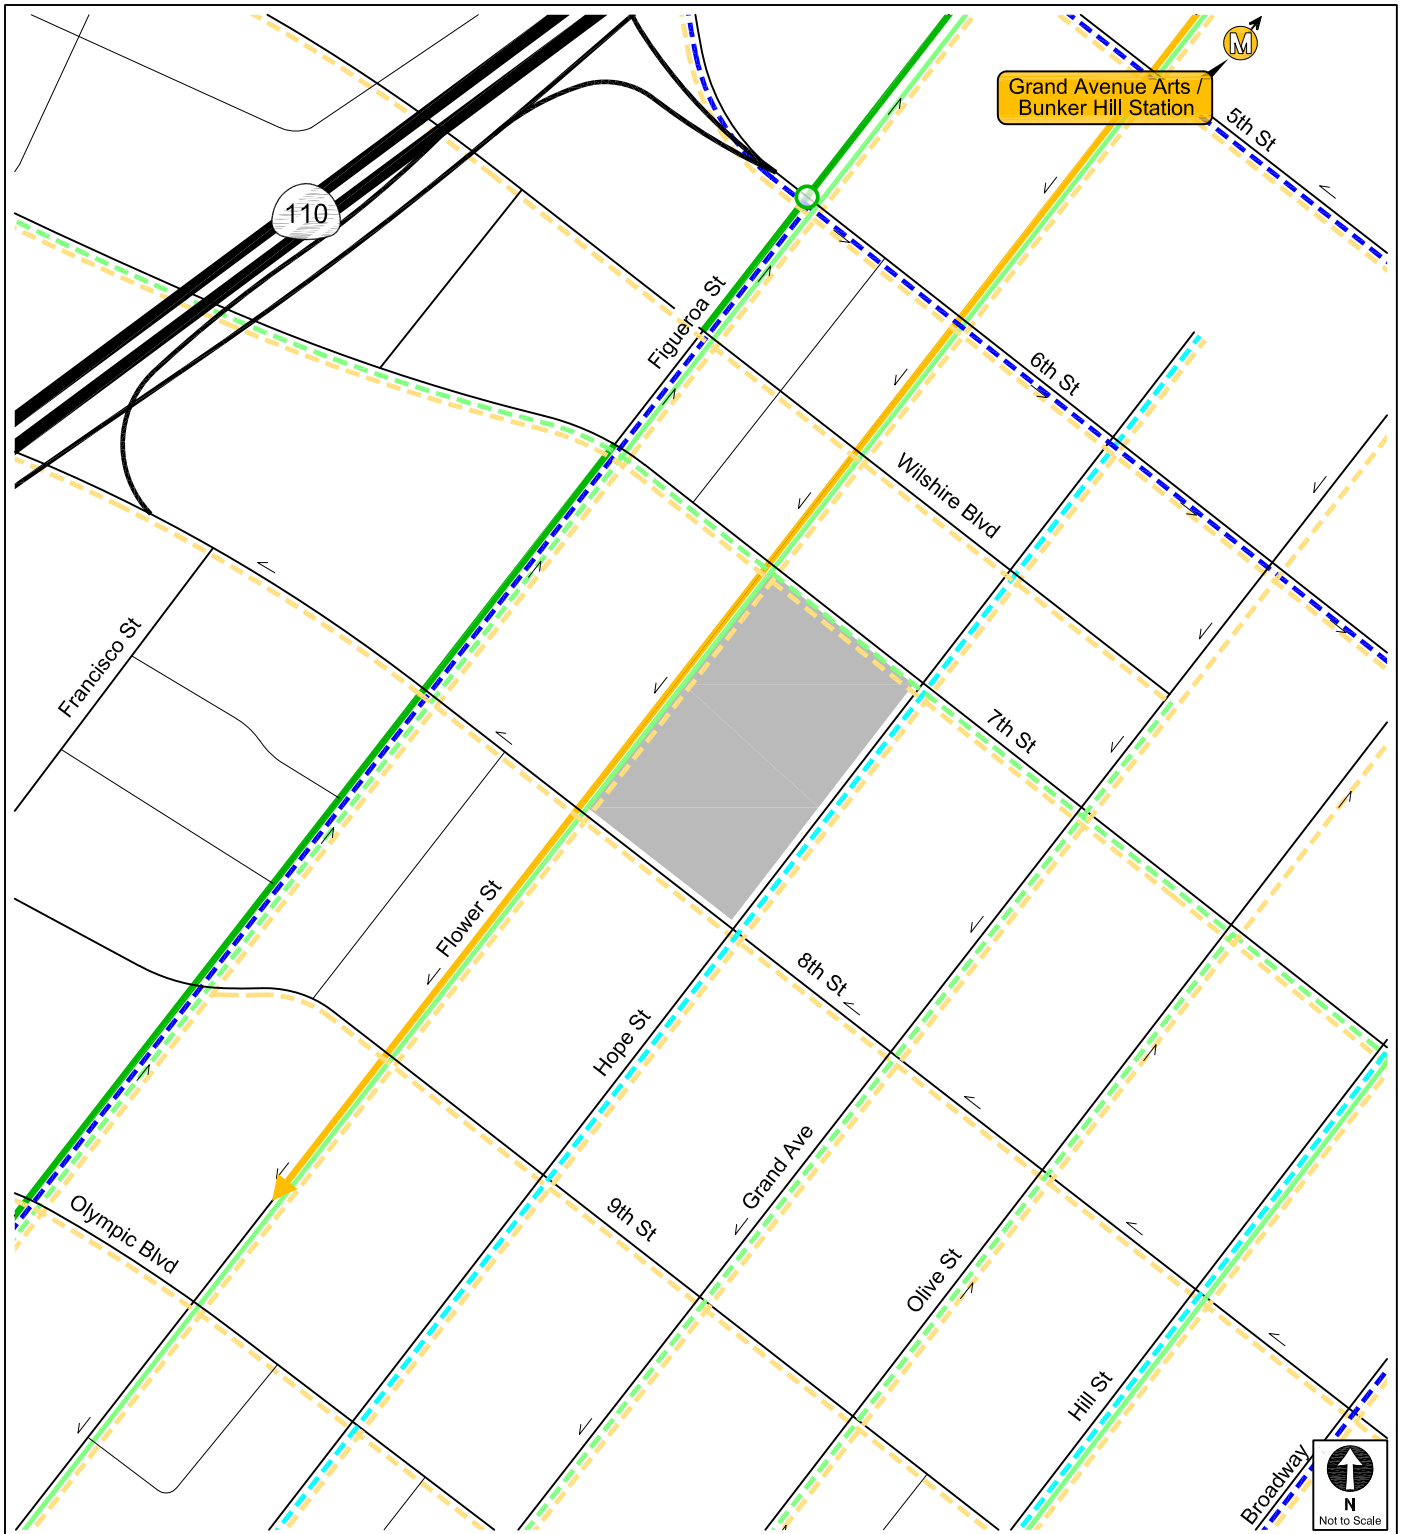 M
Grand Avenue Arts /
Bunker Hill Station
5th St
110
Figueroa St
6th St
Wilshire Blvd
Francisco St
7th St
Flower St
8th St
Hope St
Grand Ave
Olympic Blvd
9th St
Olive St
Hill St
Broadway
N
Not to Scale